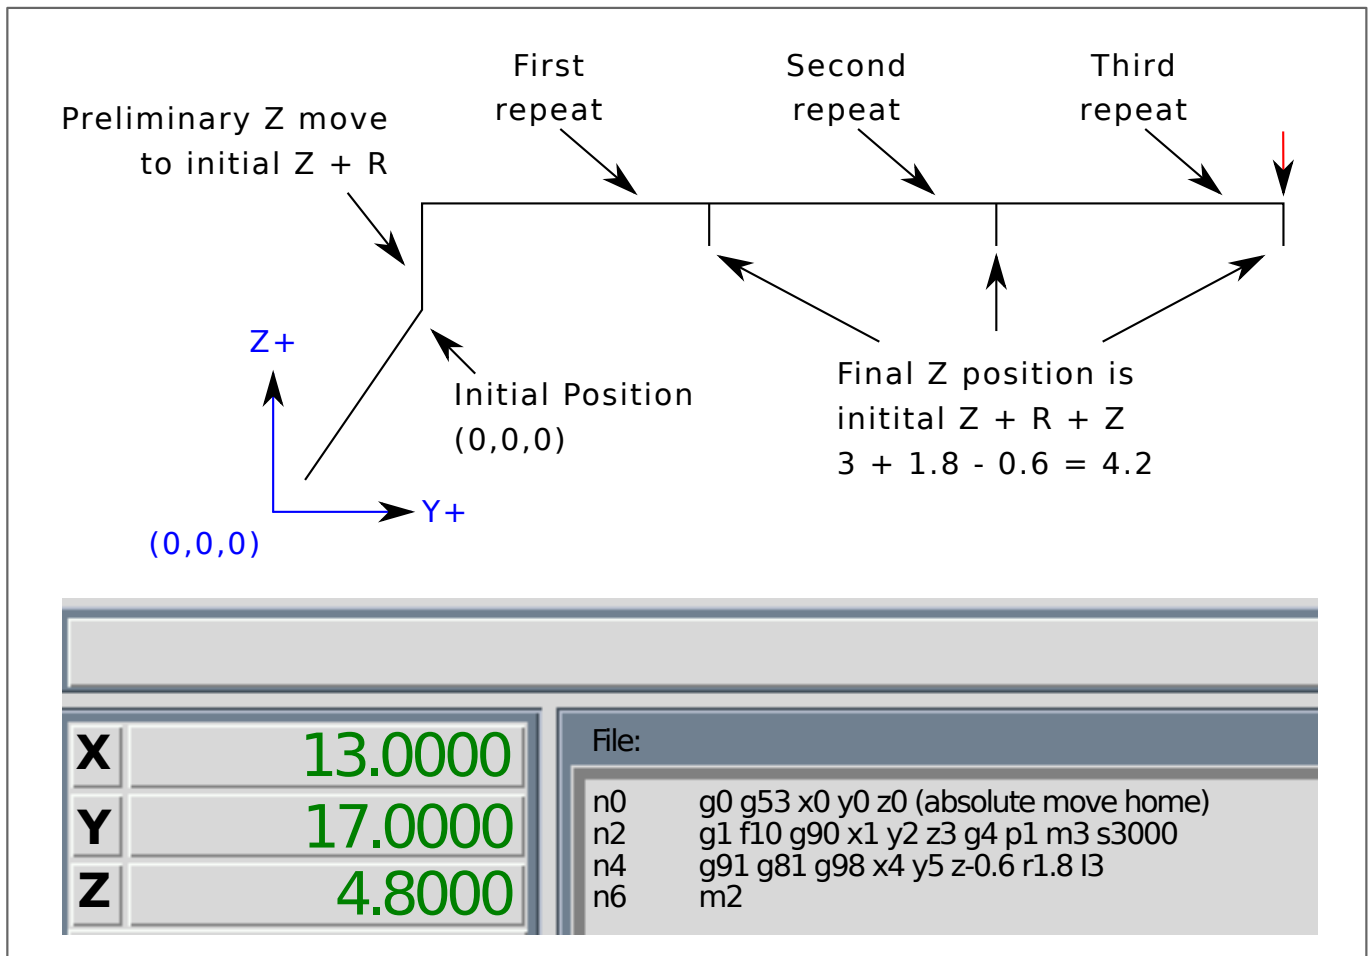 First
repeat
Second
repeat
Third
repeat
Preliminary Z move
to initial Z + R
Z+
Initial Position
(0,0,0)
Final Z position is
initital Z + R + Z
3 + 1.8 - 0.6 = 4.2
Y+
(0,0,0)
X 13.0000
Y 17.0000
Z 4.8000
File:
n0 g0 g53 x0 y0 z0 (absolute move home)
n2 g1 f10 g90 x1 y2 z3 g4 p1 m3 s3000
n4 g91 g81 g98 x4 y5 z-0.6 r1.8 l3
n6 m2